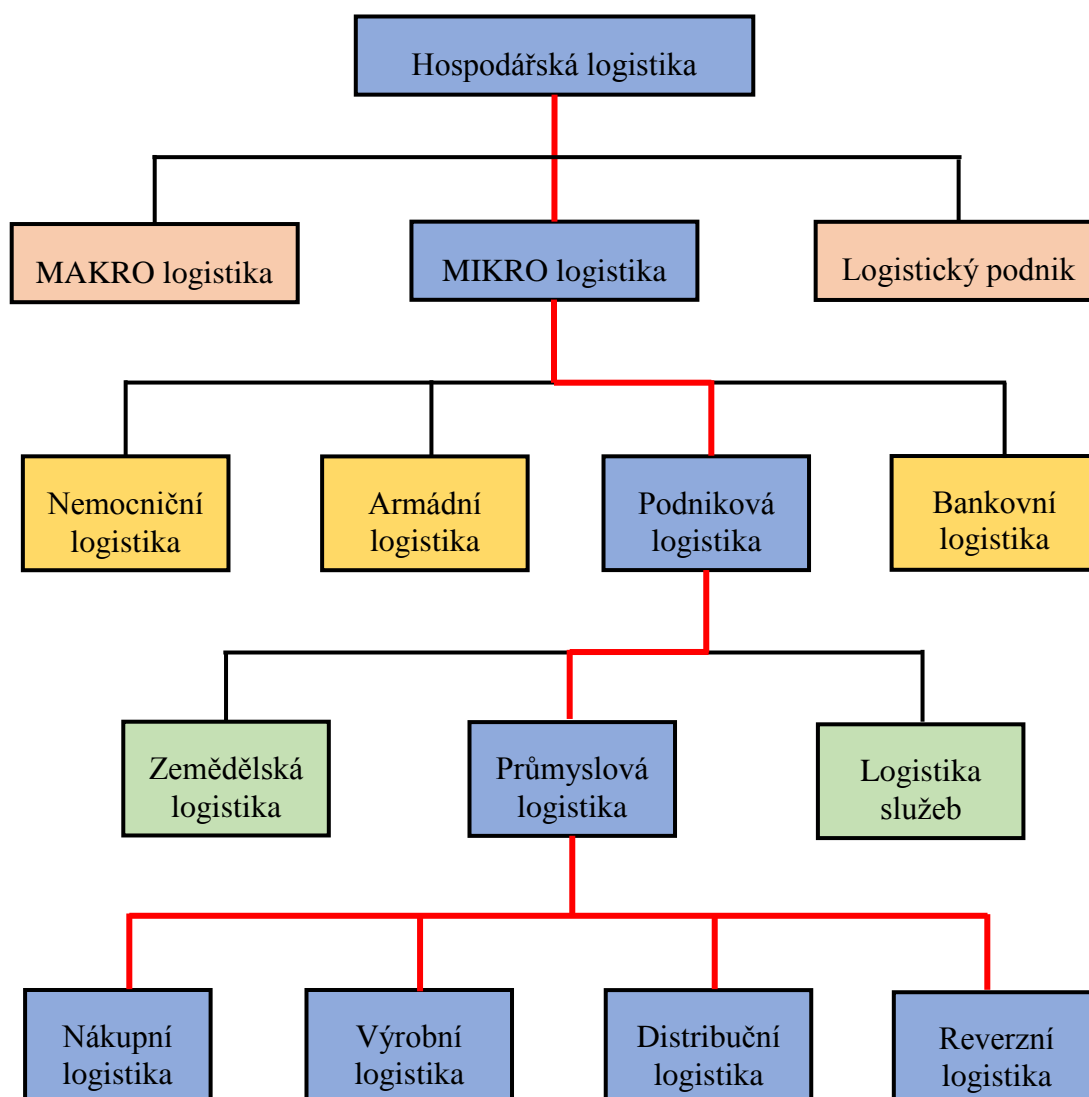 Hospodářská logistika
MAKRO logistika
MIKRO logistika
Logistický podnik
Nemocniční
logistika
Armádní
logistika
Podniková
logistika
Bankovní
logistika
Zemědělská
logistika
Průmyslová
logistika
Logistika
služeb
Nákupní
logistika
Výrobní
logistika
Distribuční
logistika
Reverzní
logistika